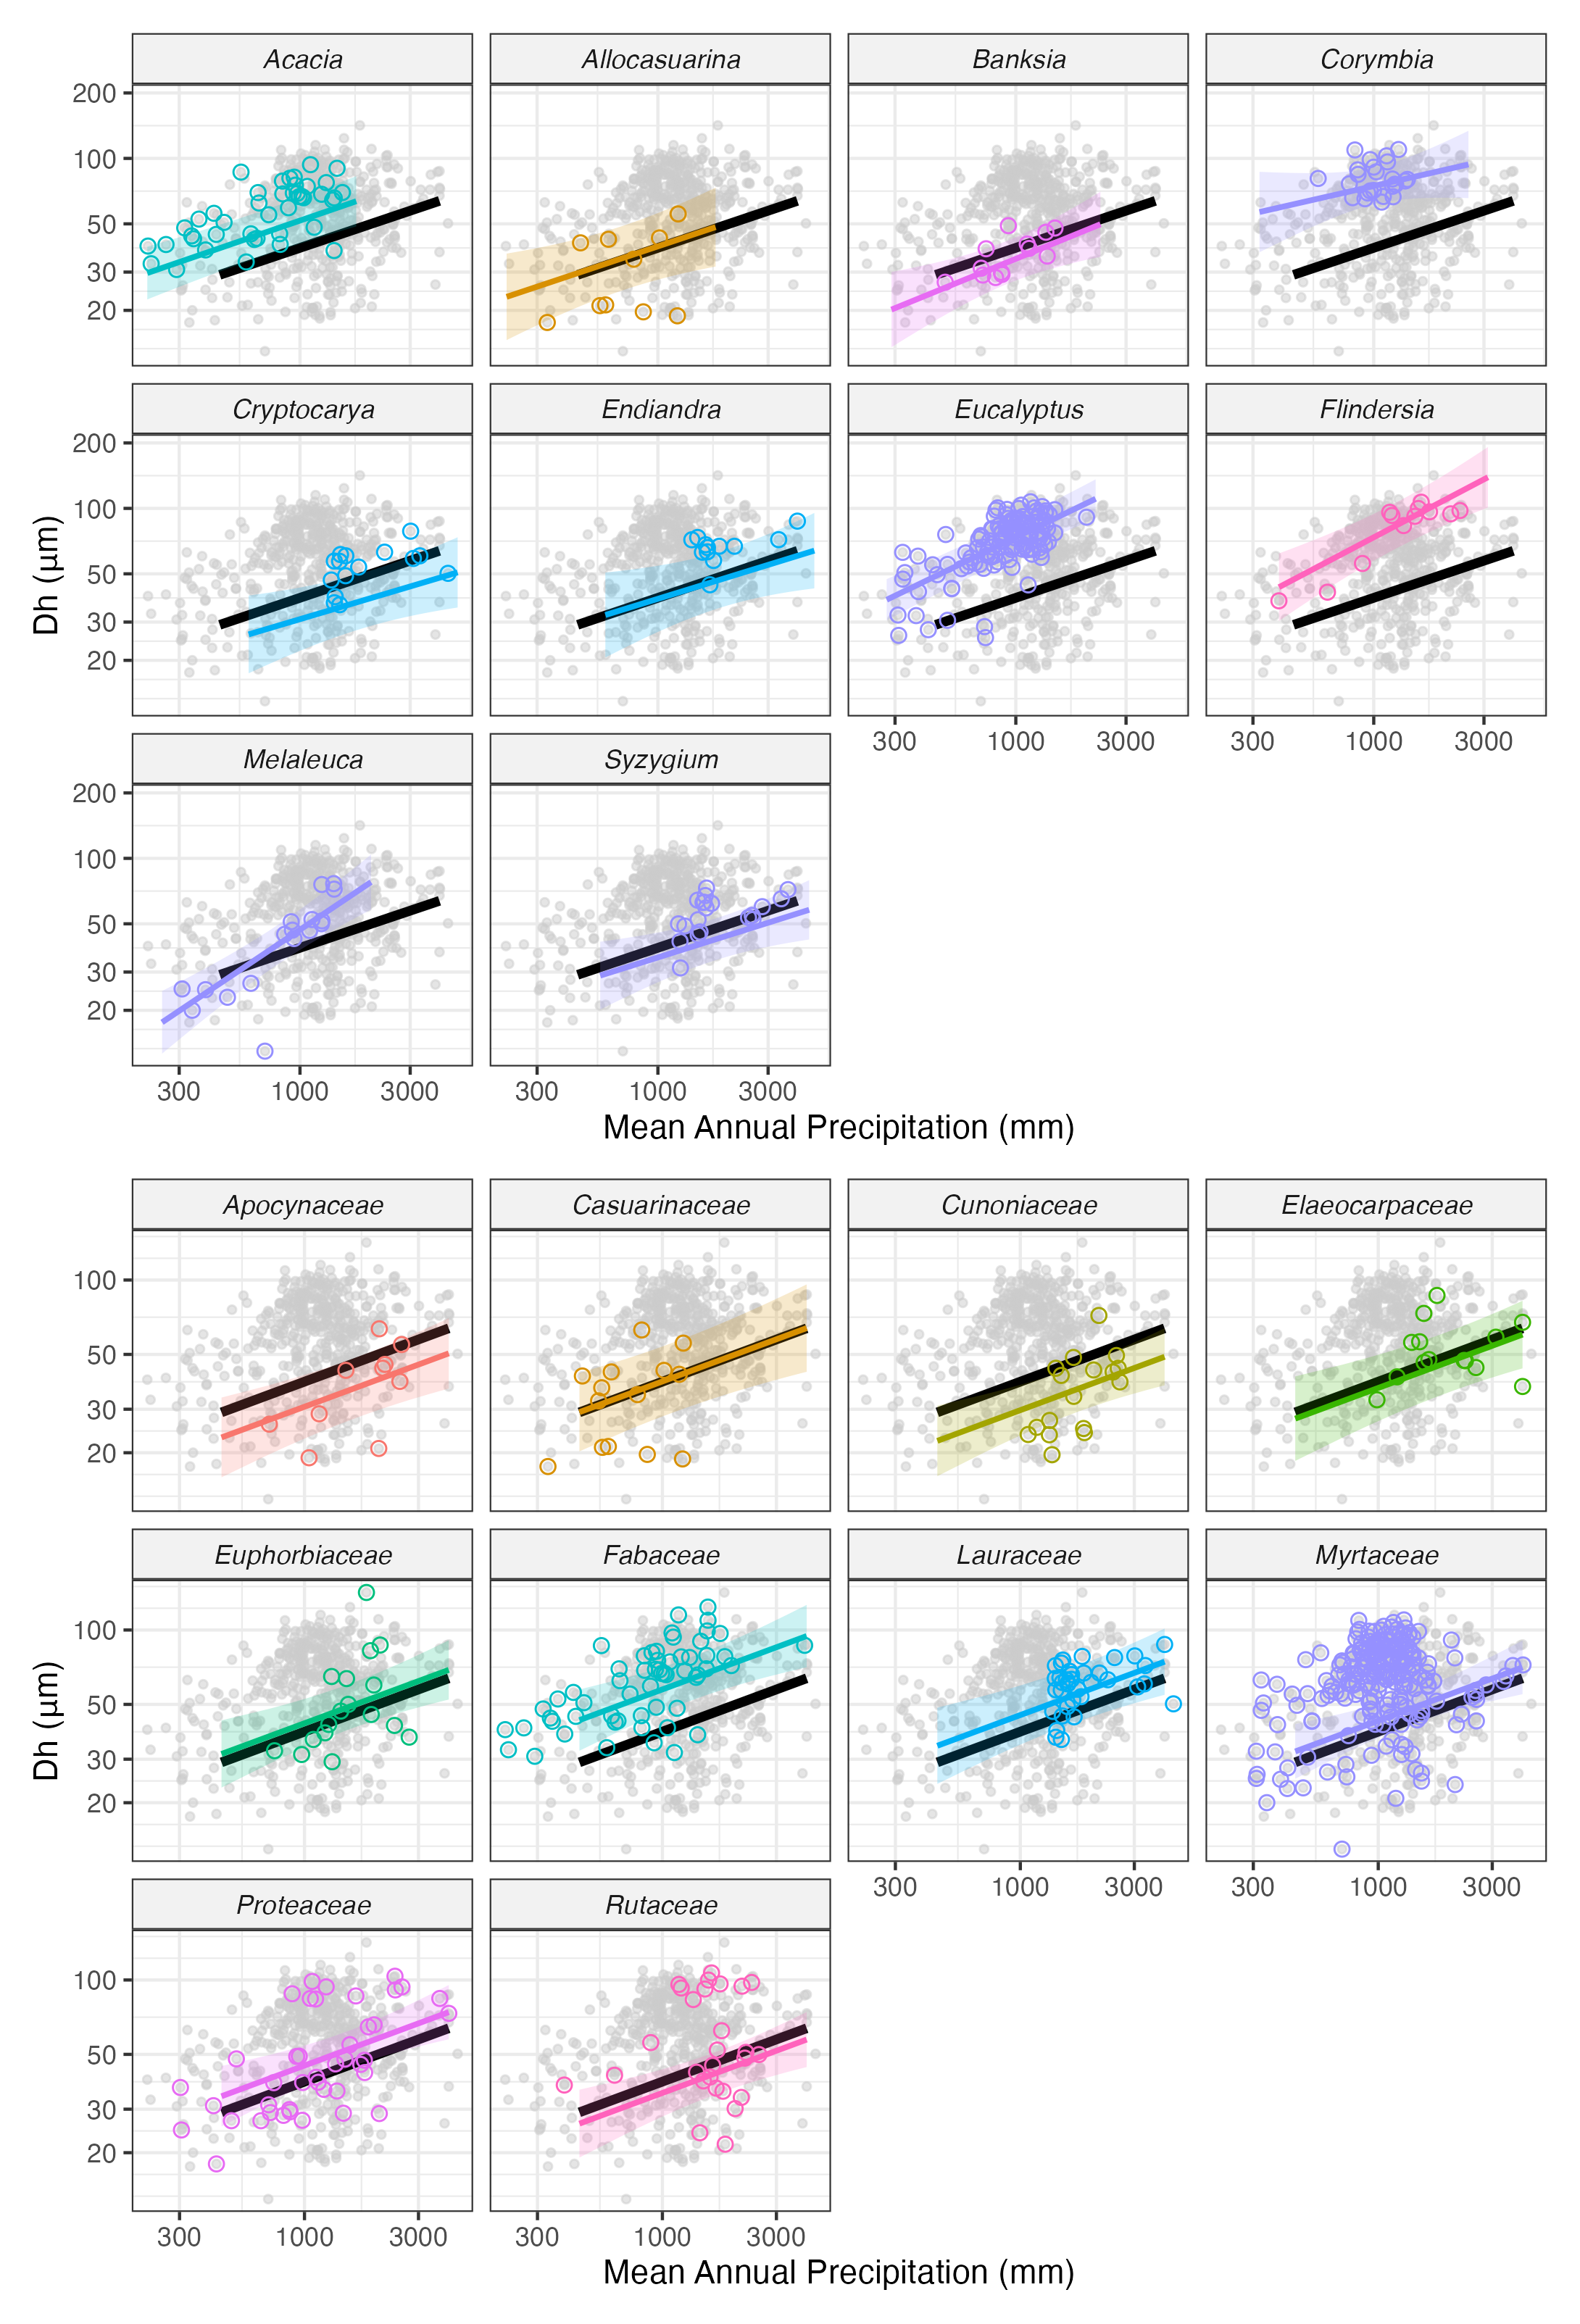 Acacia Allocasuarina Banksia Corymbia
200
100
50
30
20
Cryptocarya Endiandra Eucalyptus Flindersia
200
100
50
30
20
300 1000 3000 300 1000 3000
Melaleuca Syzygium
200
100
50
30
20
300 1000 3000 300 1000 3000
Dh (µm)
Mean Annual Precipitation (mm)
Apocynaceae Casuarinaceae Cunoniaceae Elaeocarpaceae
100
50
30
20
Euphorbiaceae Fabaceae Lauraceae Myrtaceae
100
50
30
20
300 1000 3000 300 1000 3000
Proteaceae Rutaceae
100
50
30
20
300 1000 3000 300 1000 3000
Dh (µm)
Mean Annual Precipitation (mm)